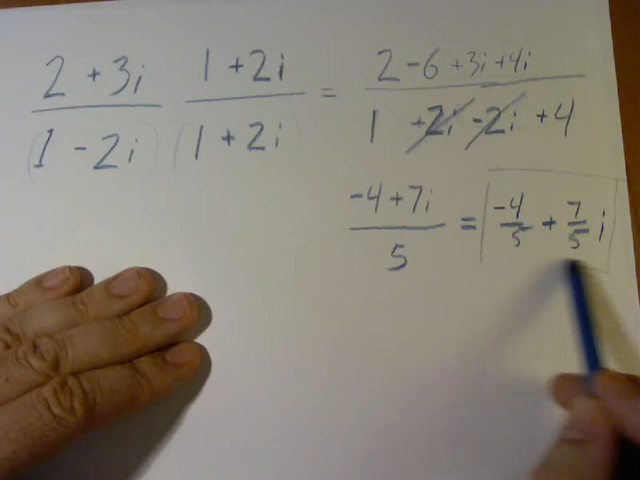 2 + 3i / (1 - 2i) 1 + 2i / (1 + 2i) = 2 - 6 + 3i + 4i / 1 + 2i - 2i + 4
-4 + 7i / 5 = -4/5 + 7/5 i